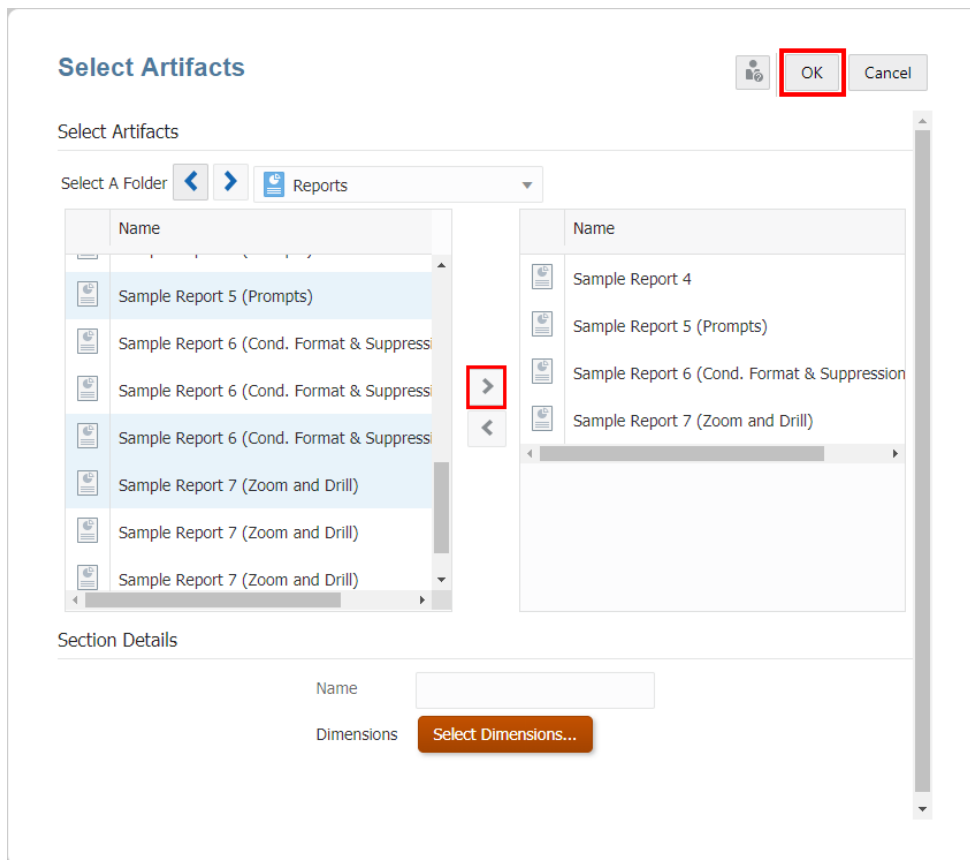 Select Artifacts
OK
Cancel
Select Artifacts
Select A Folder
Reports
Name
Sample Report 5 (Prompts)
Sample Report 6 (Cond. Format & Suppressi
Sample Report 6 (Cond. Format & Suppressi
Sample Report 6 (Cond. Format & Suppressi
Sample Report 7 (Zoom and Drill)
Sample Report 7 (Zoom and Drill)
Sample Report 7 (Zoom and Drill)
Name
Sample Report 4
Sample Report 5 (Prompts)
Sample Report 6 (Cond. Format & Suppression
Sample Report 7 (Zoom and Drill)
Section Details
Name
Dimensions
Select Dimensions...